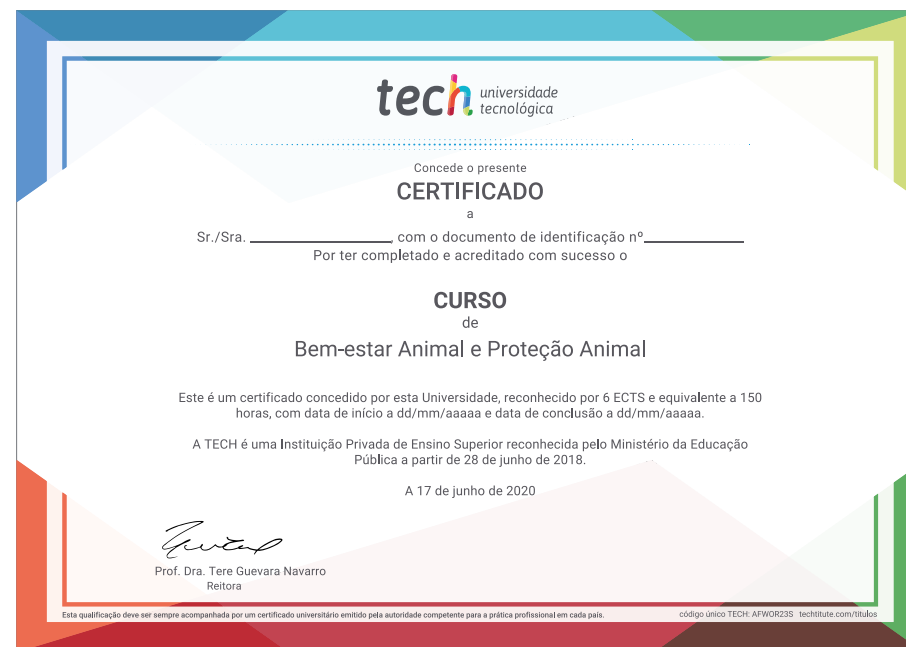 tech universidade
tecnológica
Concede o presente
CERTIFICADO
a
Sr./Sra. ________________, com o documento de identificação nº____________
Por ter completado e acreditado com sucesso o
CURSO
de
Bem-estar Animal e Proteção Animal
Este é um certificado concedido por esta Universidade, reconhecido por 6 ECTS e equivalente a 150
horas, com data de início a dd/mm/aaaaa e data de conclusão a dd/mm/aaaaa.
A TECH é uma Instituição Privada de Ensino Superior reconhecida pelo Ministério da Educação
Pública a partir de 28 de junho de 2018.
A 17 de junho de 2020
Prof. Dra. Tere Guevara Navarro
Reitora
Esta qualificação deve ser sempre acompanhada por um certificado universitário emitido pela autoridade competente para a prática profissional em cada país.
código único TECH: AFWOR23S techtitute.com/titulos